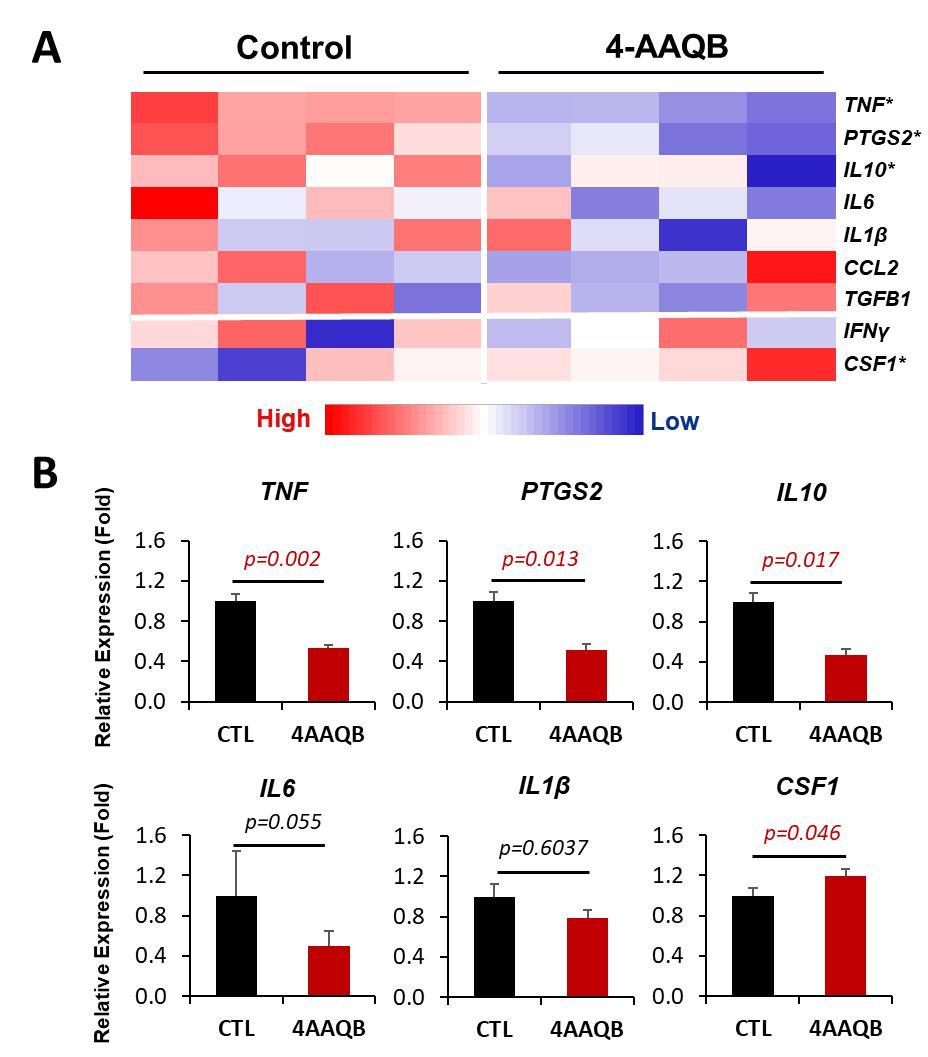 A
Control 4-AAQB
TNF*
PTGS2*
IL10*
IL6
IL1β
CCL2
TGFB1
IFNγ
CSF1*
High Low
B
TNF PTGS2 IL10
Relative Expression (Fold)
1.6 1.6 1.6
p=0.002 p=0.013 p=0.017
1.2 1.2 1.2
0.8 0.8 0.8
0.4 0.4 0.4
0.0 0.0 0.0
CTL 4AAQB CTL 4AAQB CTL 4AAQB
IL6 IL1β CSF1
Relative Expression (Fold)
p=0.055 p=0.6037 p=0.046
1.6 1.6 1.6
1.2 1.2 1.2
0.8 0.8 0.8
0.4 0.4 0.4
0.0 0.0 0.0
CTL 4AAQB CTL 4AAQB CTL 4AAQB